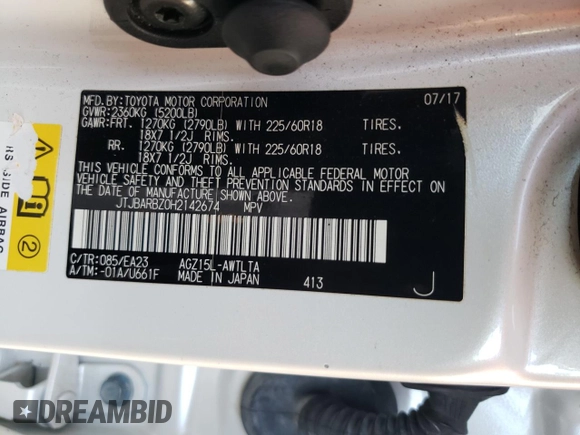 MFD.BY:TOYOTA MOTOR CORPORATION 07/17
GVWR:2360KG (5200LB)
GAWR:FRT. 1270KG (2790LB) WITH 225/60R18 TIRES.
18X7 1/2J RIMS.
RR. 1270KG (2790LB) WITH 225/60R18 TIRES.
18X7 1/2J RIMS.
THIS VEHICLE CONFORMS TO ALL APPLICABLE FEDERAL MOTOR
VEHICLE SAFETY AND THEFT PREVENTION STANDARDS IN EFFECT ON
THE DATE OF MANUFACTURE SHOWN ABOVE.
JTJBARBZ0H2142674 MPV
C/TR:085/EA23 AGZ15L-AWTLTA
A/TM:-01A/U661F MADE IN JAPAN 413 J
SIDE AIRBAG
2
DREAMBID